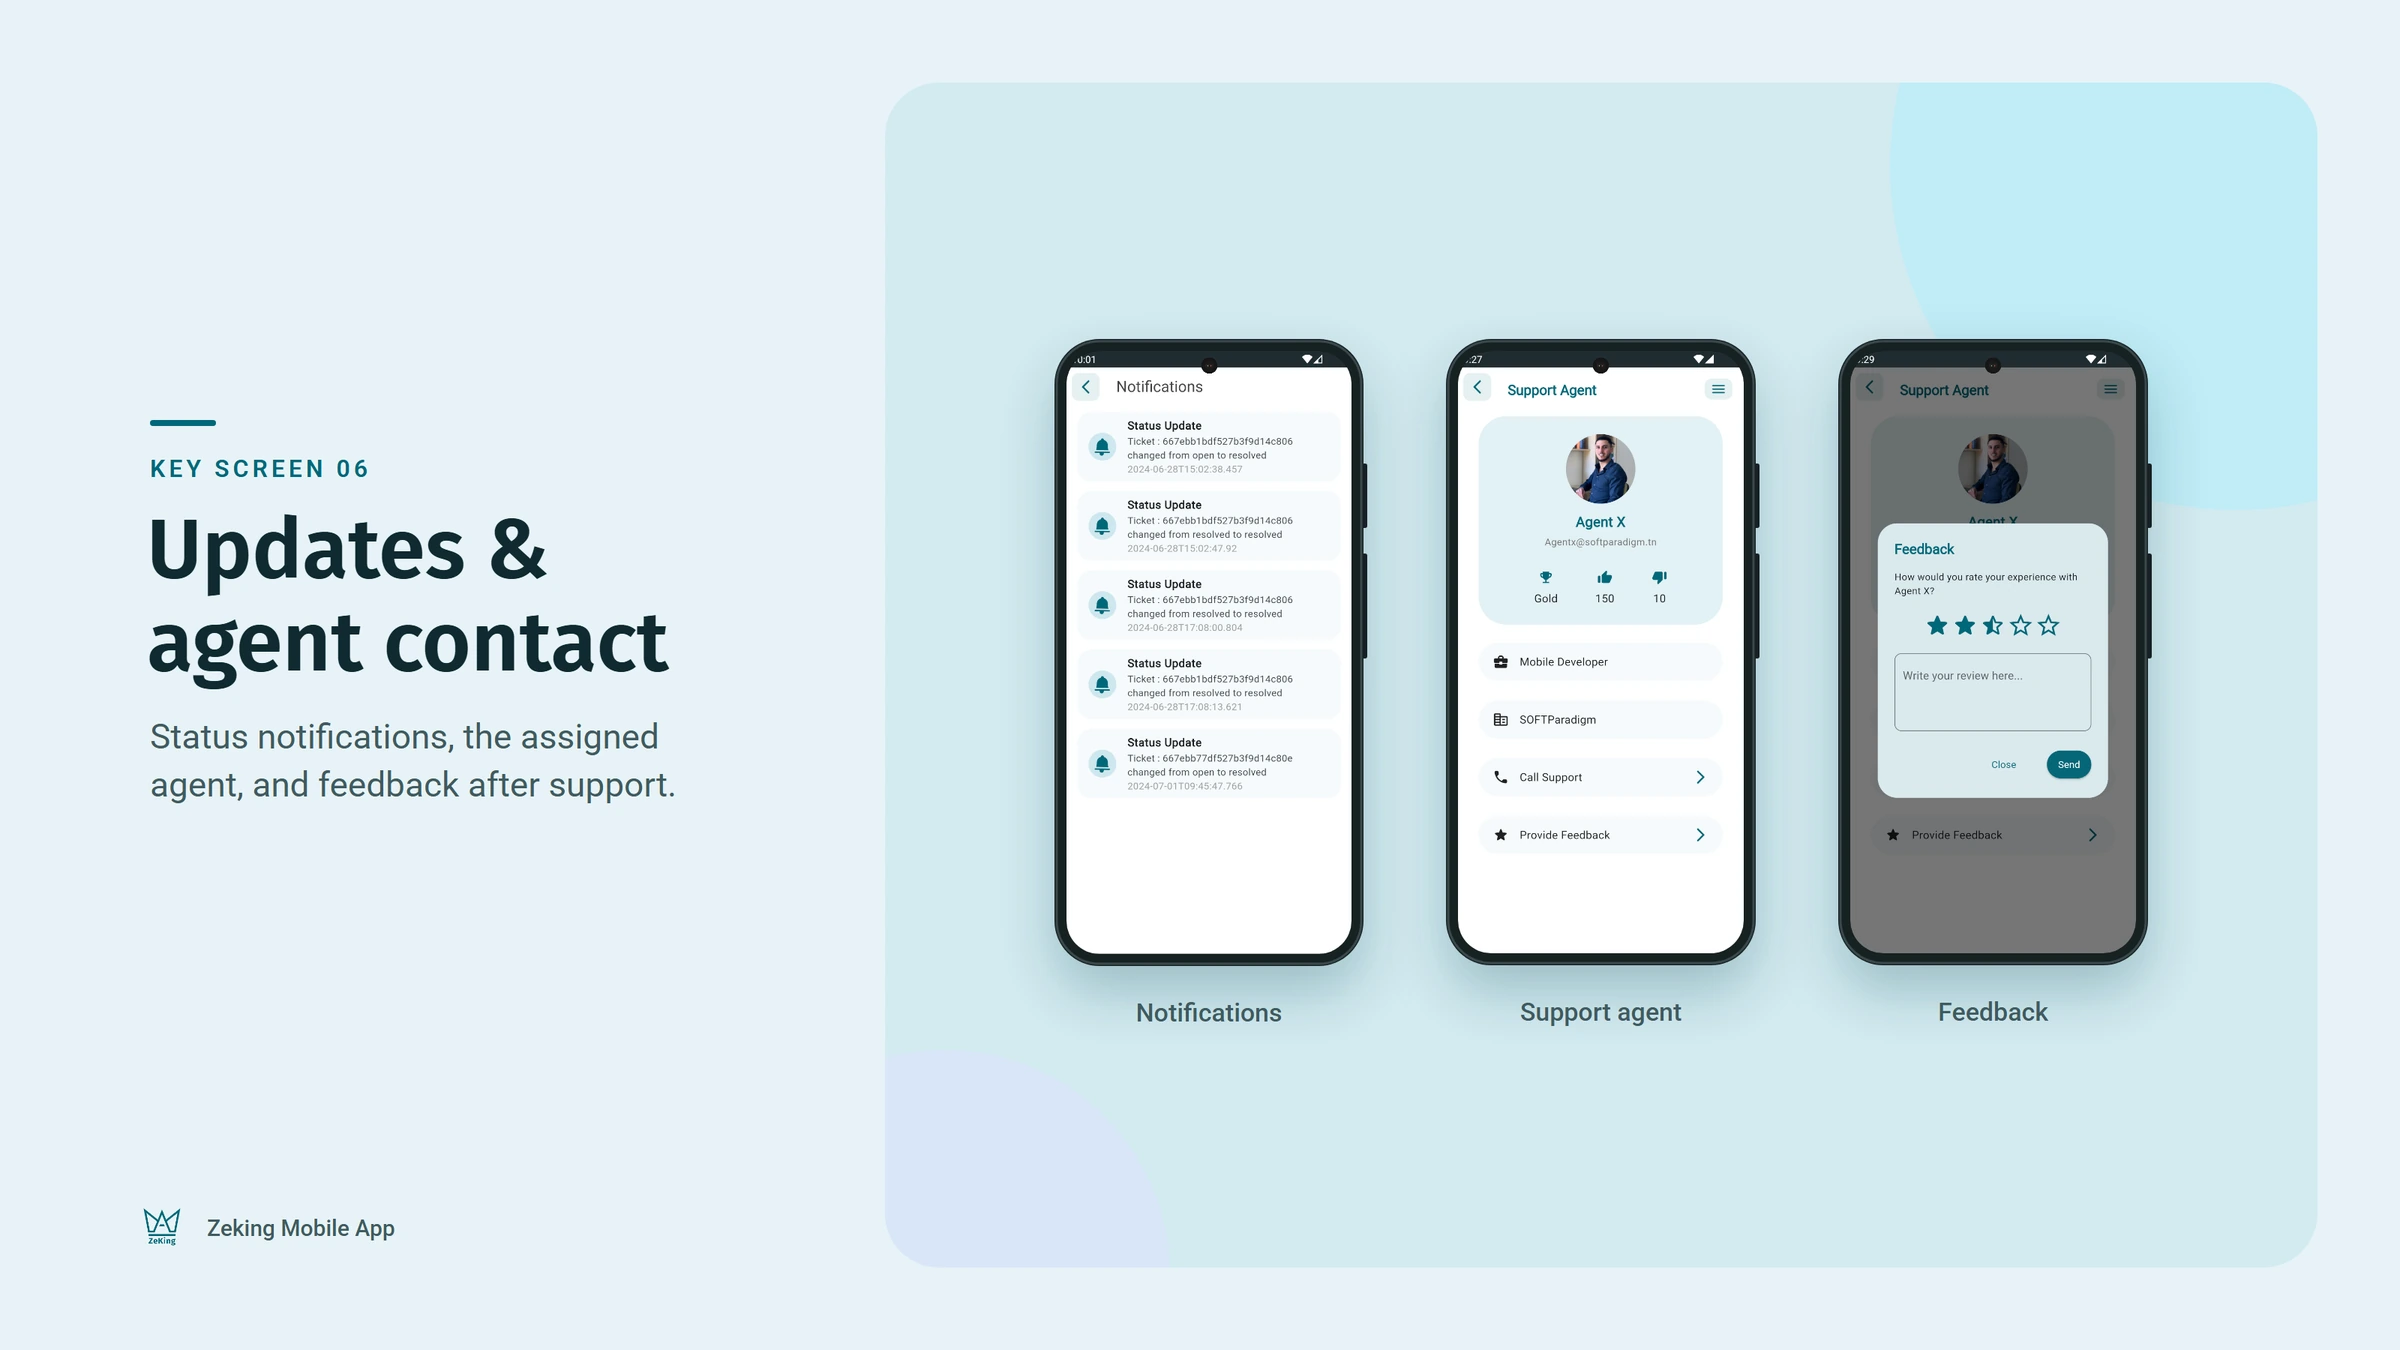 KEY SCREEN 06
Updates &
agent contact
Status notifications, the assigned
agent, and feedback after support.
ZeKing
Zeking Mobile App
Notifications
Status Update
Ticket : 667ebb1bdf527b3f9d14c806
changed from open to resolved
2024-06-28T15:02:38.457
Status Update
Ticket : 667ebb1bdf527b3f9d14c806
changed from resolved to resolved
2024-06-28T15:02:47.92
Status Update
Ticket : 667ebb1bdf527b3f9d14c806
changed from resolved to resolved
2024-06-28T17:08:00.804
Status Update
Ticket : 667ebb1bdf527b3f9d14c806
changed from resolved to resolved
2024-06-28T17:08:13.621
Status Update
Ticket : 667ebb77df527b3f9d14c80e
changed from open to resolved
2024-07-01T09:45:47.766
Notifications
:27
Support Agent
Agent X
Agentx@softparadigm.tn
Gold 150 10
Mobile Developer
SOFTParadigm
Call Support
Provide Feedback
Support agent
:29
Support Agent
Agent X
Feedback
How would you rate your experience with
Agent X?
Write your review here...
Close Send
Provide Feedback
Feedback